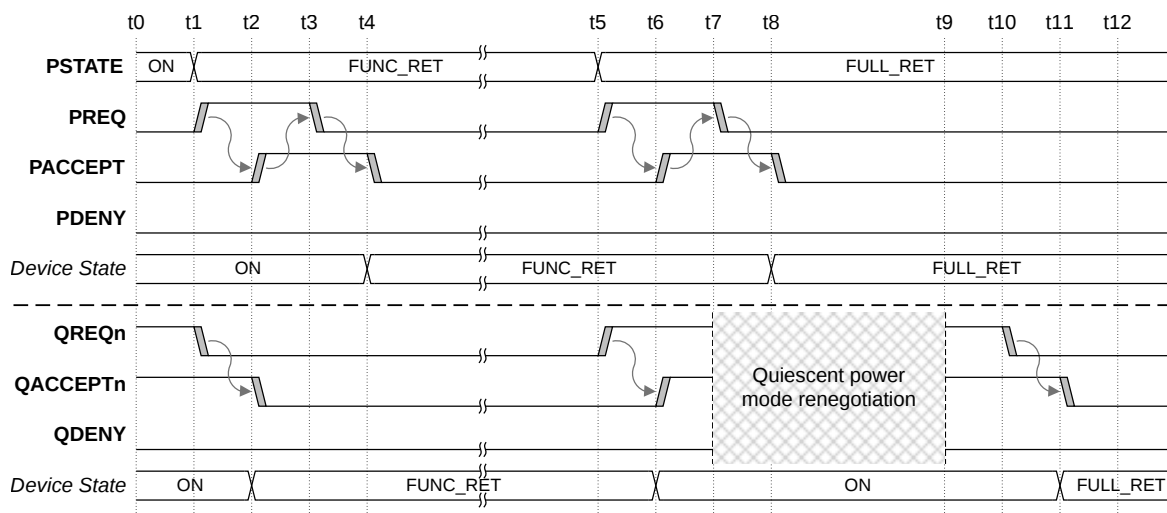 t0 t1 t2 t3 t4 t5 t6 t7 t8 t9 t10 t11 t12
PSTATE ON FUNC_RET FULL_RET
PREQ
PACCEPT
PDENY
Device State ON FUNC_RET FULL_RET
QREQn
QACCEPTn
Quiescent power
mode renegotiation
QDENY
Device State ON FUNC_RET ON FULL_RET